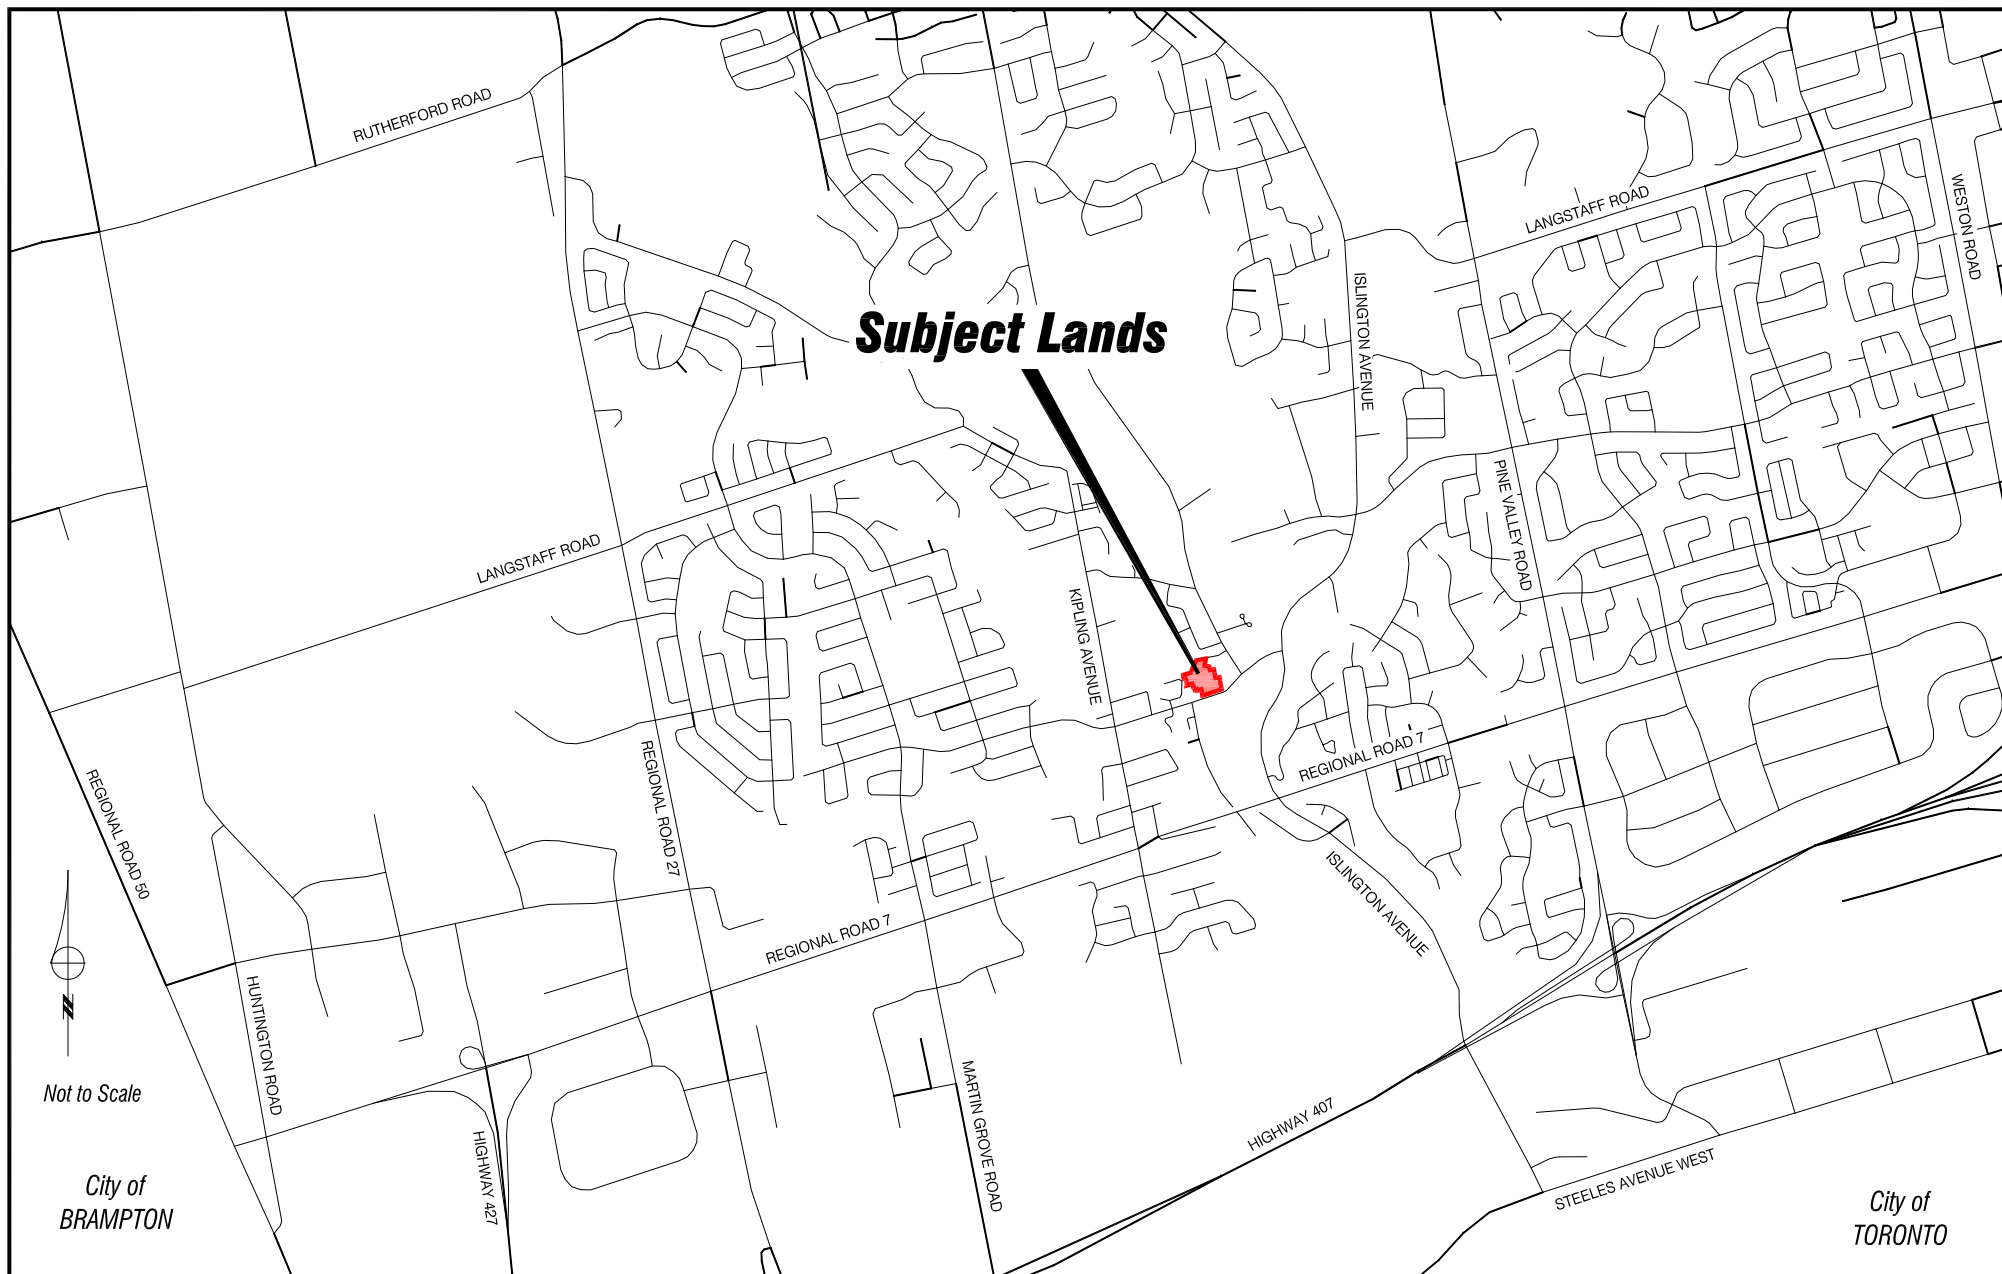 RUTHERFORD ROAD
LANGSTAFF ROAD
WESTON ROAD
ISLINGTON AVENUE
Subject Lands
PINE VALLEY ROAD
LANGSTAFF ROAD
KIPLING AVENUE
REGIONAL ROAD 7
REGIONAL ROAD 27
REGIONAL ROAD 50
ISLINGTON AVENUE
REGIONAL ROAD 7
N
HUNTINGTON ROAD
Not to Scale
MARTIN GROVE ROAD
HIGHWAY 407
HIGHWAY 427
STEELES AVENUE WEST
City of
BRAMPTON
City of
TORONTO